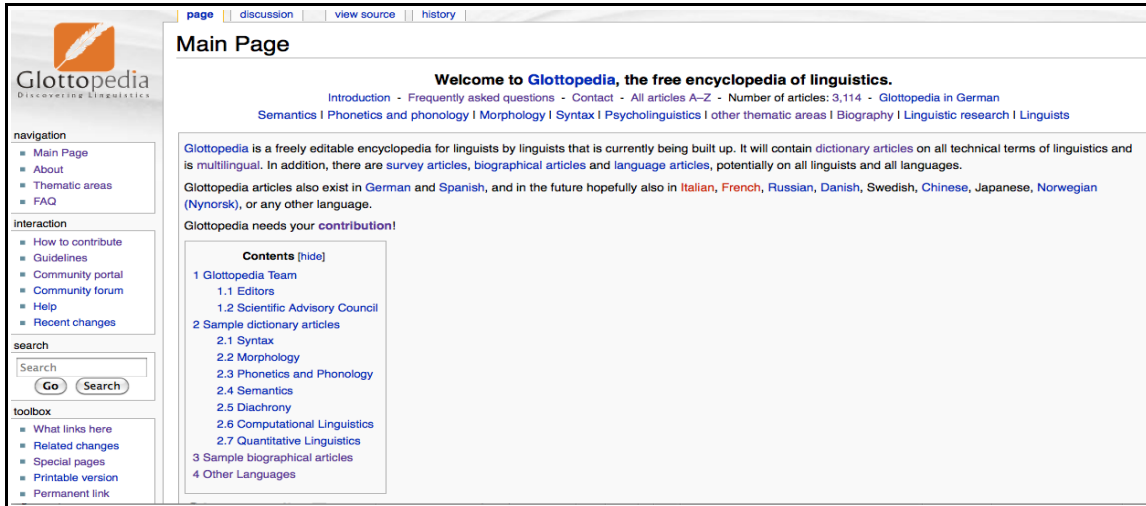 page discussion view source history
Glottopedia
Discovering Linguistics
navigation
Main Page
About
Thematic areas
FAQ
interaction
How to contribute
Guidelines
Community portal
Community forum
Help
Recent changes
search
Search
Go Search
toolbox
What links here
Related changes
Special pages
Printable version
Permanent link
Main Page
Welcome to Glottopedia, the free encyclopedia of linguistics.
Introduction - Frequently asked questions - Contact - All articles A–Z - Number of articles: 3,114 - Glottopedia in German
Semantics I Phonetics and phonology I Morphology I Syntax I Psycholinguistics I other thematic areas I Biography I Linguistic research I Linguists
Glottopedia is a freely editable encyclopedia for linguists by linguists that is currently being built up. It will contain dictionary articles on all technical terms of linguistics and
is multilingual. In addition, there are survey articles, biographical articles and language articles, potentially on all linguists and all languages.
Glottopedia articles also exist in German and Spanish, and in the future hopefully also in Italian, French, Russian, Danish, Swedish, Chinese, Japanese, Norwegian
(Nynorsk), or any other language.
Glottopedia needs your contribution!
Contents [hide]
1 Glottopedia Team
1.1 Editors
1.2 Scientific Advisory Council
2 Sample dictionary articles
2.1 Syntax
2.2 Morphology
2.3 Phonetics and Phonology
2.4 Semantics
2.5 Diachrony
2.6 Computational Linguistics
2.7 Quantitative Linguistics
3 Sample biographical articles
4 Other Languages